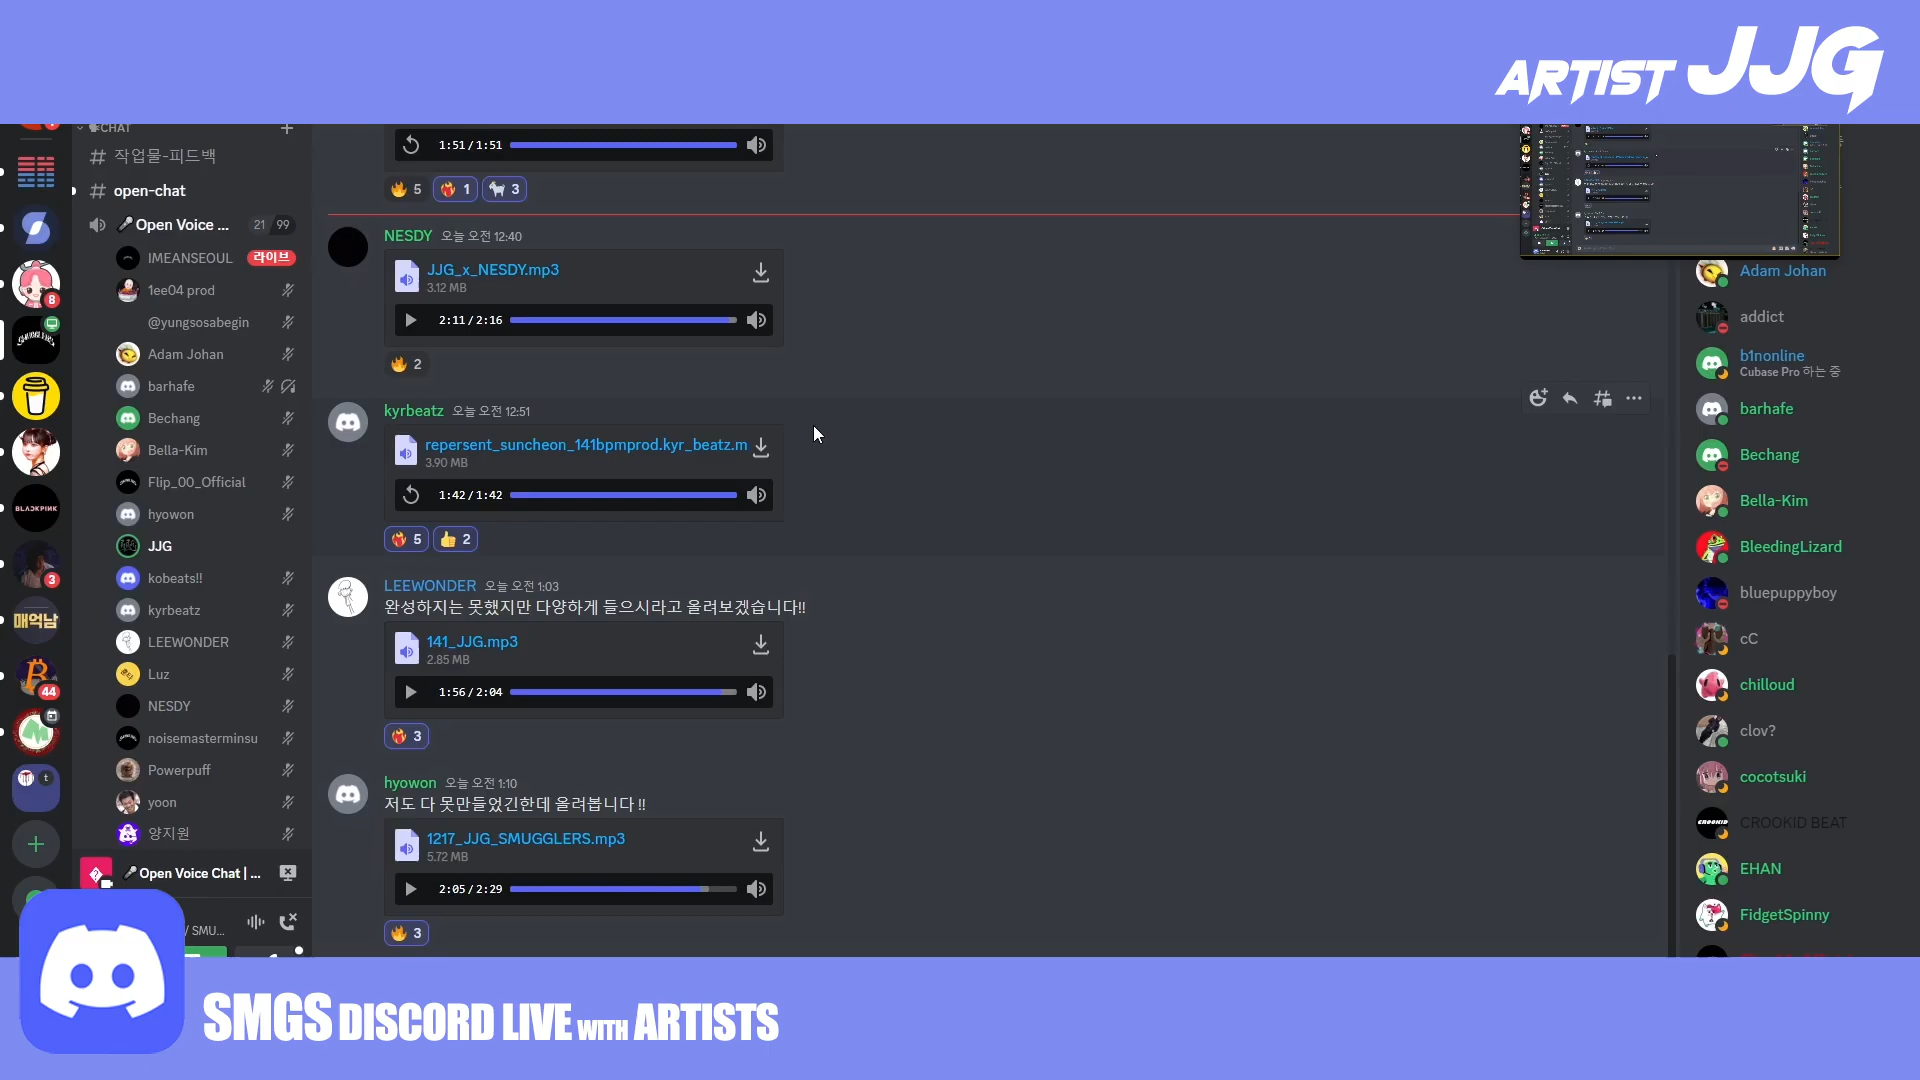 ARTIST JJG
CHAT
작업물-피드백
open-chat
Open Voice ... 21 99
IMEANSEOUL 라이브
1ee04 prod
@yungsosabegin
Adam Johan
barhafe
Bechang
Bella-Kim
Flip_00_Official
hyowon
JJG
kobeats!!
kyrbeatz
LEEWONDER
Luz
NESDY
noisemasterminsu
Powerpuff
yoon
양지원
Open Voice Chat | ...
/ SMU...
8
BLACKPINK
3
매억남
44
t
1:51/1:51
5 1 3
NESDY 오늘 오전 12:40
JJG_x_NESDY.mp3
3.12 MB
2:11/2:16
2
kyrbeatz 오늘 오전 12:51
repersent_suncheon_141bpmprod.kyr_beatz.m
3.90 MB
1:42/1:42
5 2
LEEWONDER 오늘 오전 1:03
완성하지는 못했지만 다양하게 들으시라고 올려보겠습니다!!
141_JJG.mp3
2.85 MB
1:56/2:04
3
hyowon 오늘 오전 1:10
저도 다 못만들었긴한데 올려봅니다 !!
1217_JJG_SMUGGLERS.mp3
5.72 MB
2:05/2:29
3
Adam Johan
addict
b1nonline
Cubase Pro 하는 중
barhafe
Bechang
Bella-Kim
BleedingLizard
bluepuppyboy
cC
chilloud
clov?
cocotsuki
CROOKID BEAT
EHAN
FidgetSpinny
SMGS DISCORD LIVE WITH ARTISTS